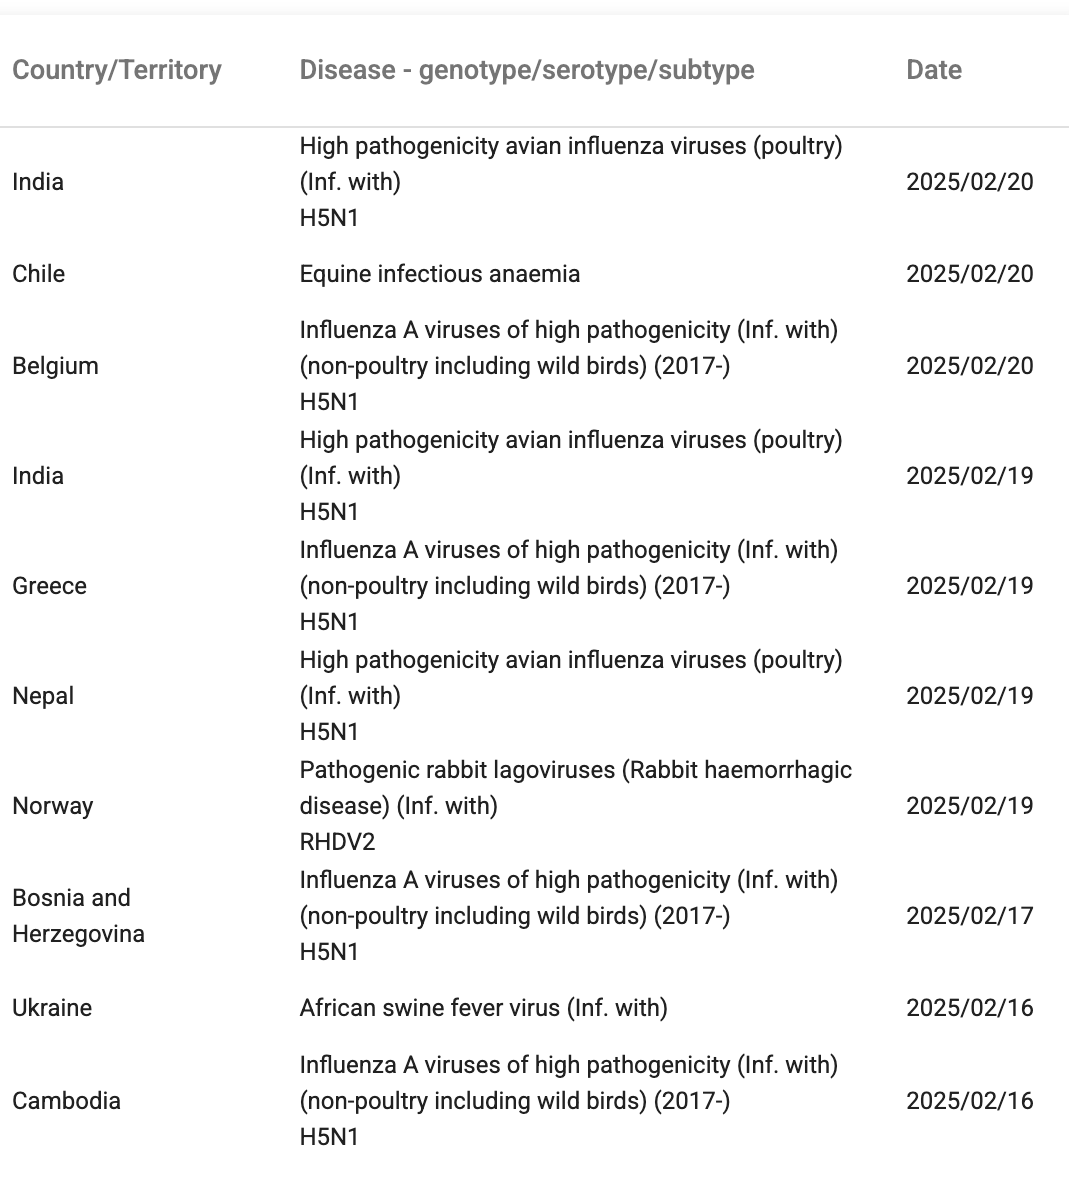 Country/Territory Disease - genotype/serotype/subtype Date
High pathogenicity avian influenza viruses (poultry)
India (Inf. with) 2025/02/20
H5N1
Chile Equine infectious anaemia 2025/02/20
Influenza A viruses of high pathogenicity (Inf. with)
Belgium (non-poultry including wild birds) (2017-) 2025/02/20
H5N1
High pathogenicity avian influenza viruses (poultry)
India (Inf. with) 2025/02/19
H5N1
Influenza A viruses of high pathogenicity (Inf. with)
Greece (non-poultry including wild birds) (2017-) 2025/02/19
H5N1
High pathogenicity avian influenza viruses (poultry)
Nepal (Inf. with) 2025/02/19
H5N1
Pathogenic rabbit lagoviruses (Rabbit haemorrhagic
Norway disease) (Inf. with) 2025/02/19
RHDV2
Influenza A viruses of high pathogenicity (Inf. with)
Bosnia and
Herzegovina (non-poultry including wild birds) (2017-) 2025/02/17
H5N1
Ukraine African swine fever virus (Inf. with) 2025/02/16
Influenza A viruses of high pathogenicity (Inf. with)
Cambodia (non-poultry including wild birds) (2017-) 2025/02/16
H5N1